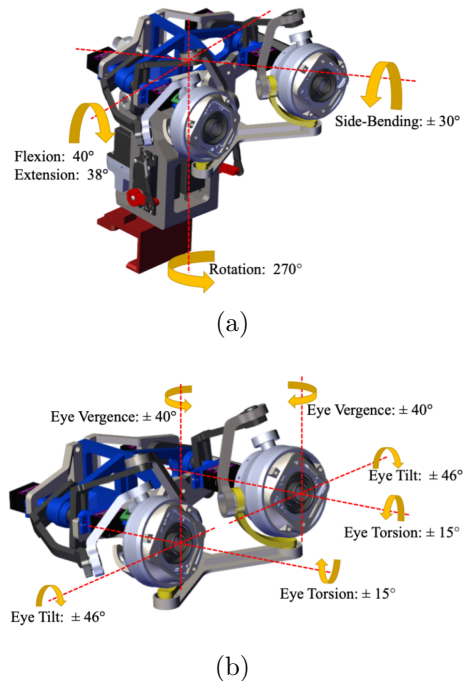 Side-Bending: ± 30°
Flexion: 40°
Extension: 38°
Rotation: 270°
(a)
Eye Vergence: ± 40°
Eye Vergence: ± 40°
Eye Tilt: ± 46°
Eye Torsion: ± 15°
Eye Torsion: ± 15°
Eye Tilt: ± 46°
(b)